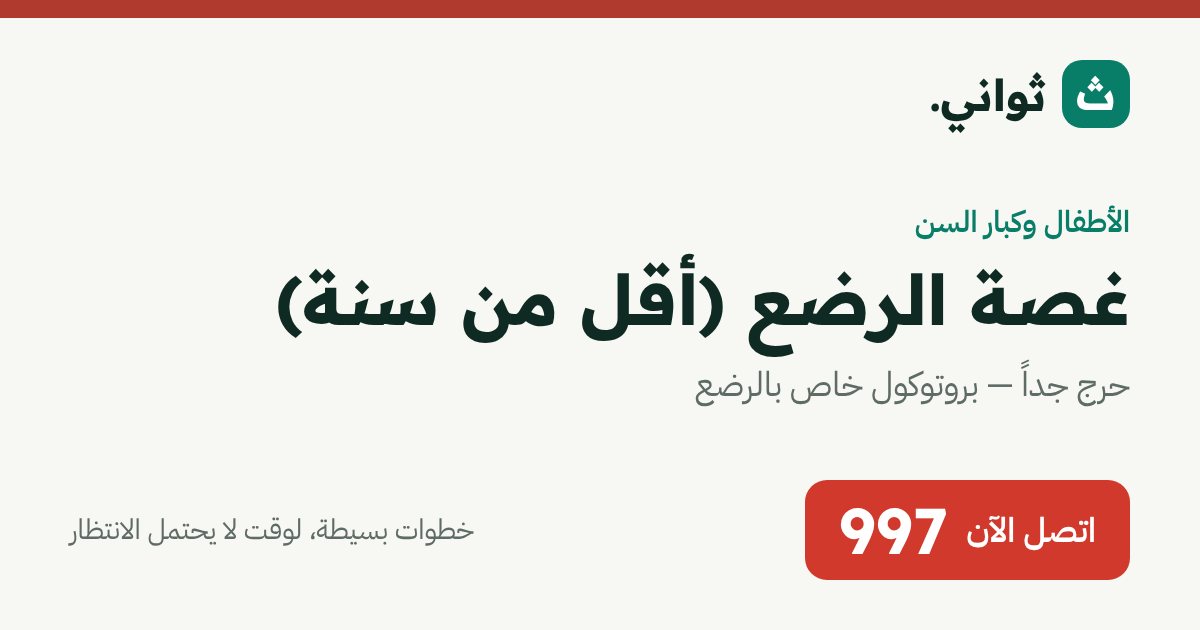 ث ثواني.
الأطفال وكبار السن
غصة الرضع (أقل من سنة)
حرج جداً — بروتوكول خاص بالرضع
اتصل الآن 997
خطوات بسيطة، لوقت لا يحتمل الانتظار